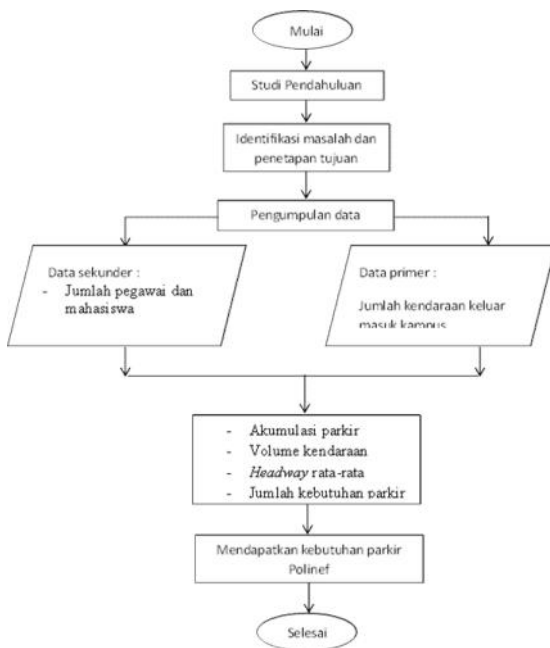 Mulai
Studi Pendahuluan
Identifikasi masalah dan
penetapan tujuan
Pengumpulan data
Data sekunder :
- Jumlah pegawai dan
mahasiswa
Data primer :
Jumlah kendaraan keluar
masuk kampus
- Akumulasi parkir
- Volume kendaraan
- Headway rata-rata
- Jumlah kebutuhan parkir
Mendapatkan kebutuhan parkir
Polinef
Selesai